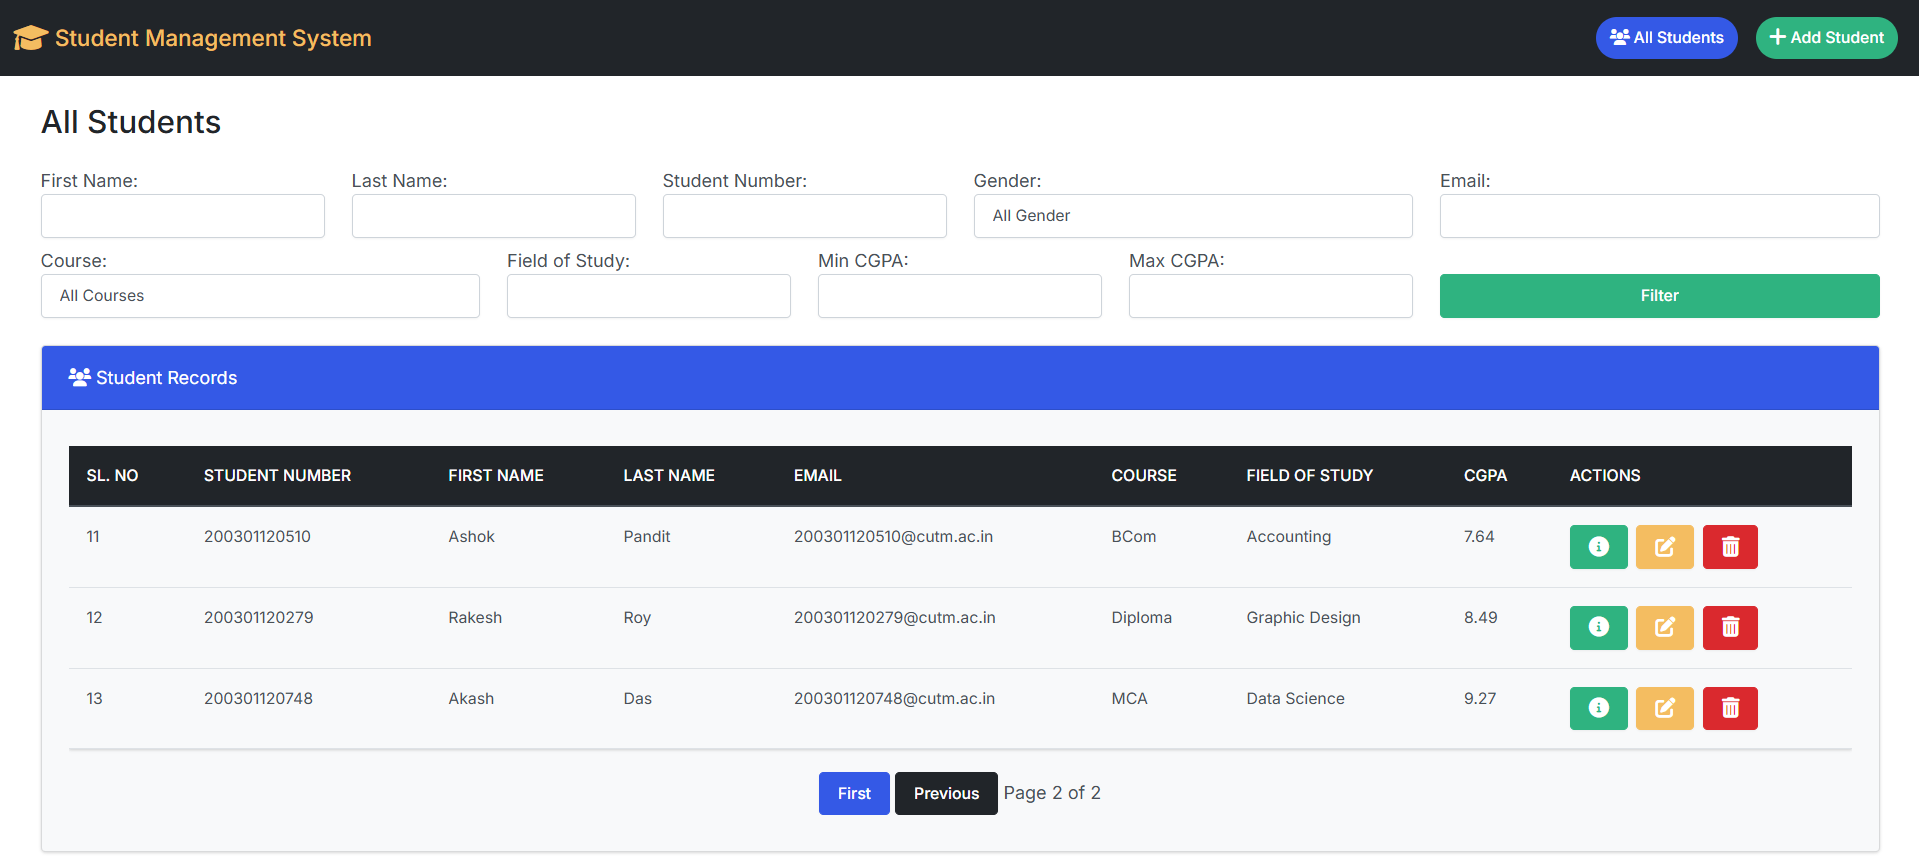 Student Management System
All Students
Add Student
All Students
First Name:
Last Name:
Student Number:
Gender:
Email:
All Gender
Course:
Field of Study:
Min CGPA:
Max CGPA:
All Courses
Filter
Student Records
SL. NO STUDENT NUMBER FIRST NAME LAST NAME EMAIL COURSE FIELD OF STUDY CGPA ACTIONS
11 200301120510 Ashok Pandit 200301120510@cutm.ac.in BCom Accounting 7.64
12 200301120279 Rakesh Roy 200301120279@cutm.ac.in Diploma Graphic Design 8.49
13 200301120748 Akash Das 200301120748@cutm.ac.in MCA Data Science 9.27
First Previous Page 2 of 2